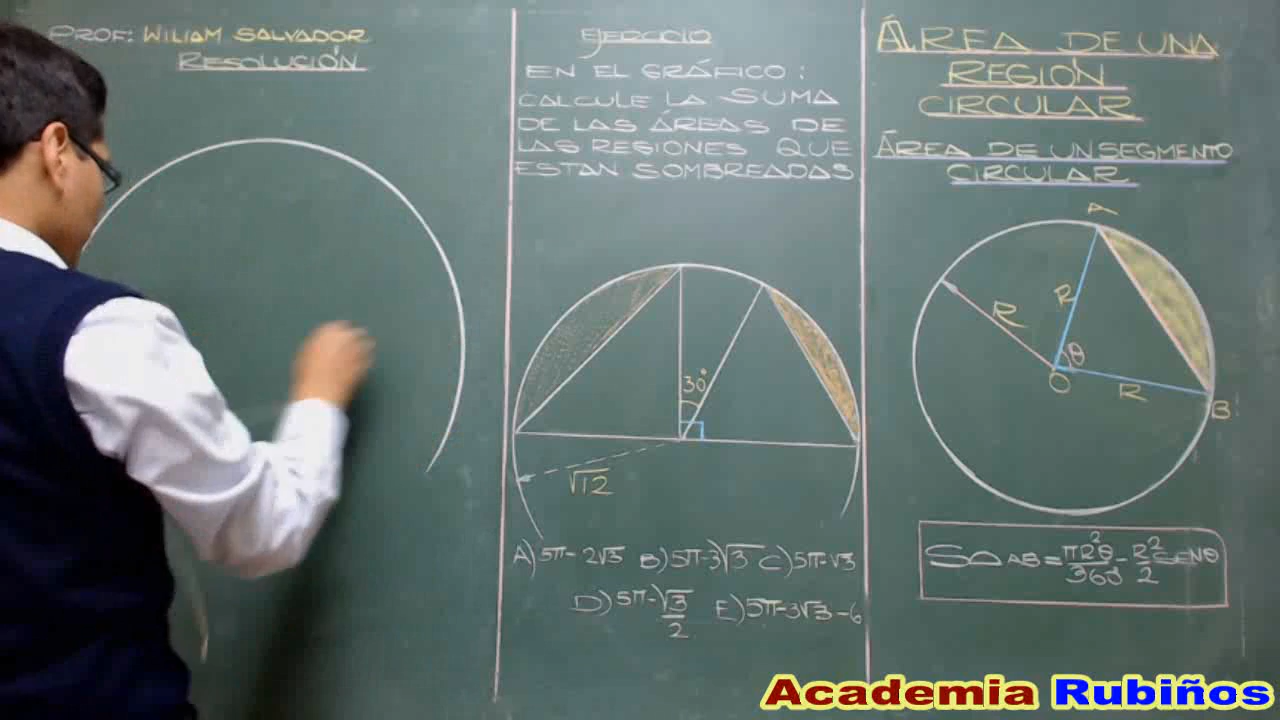 PROF: WILIAM SALVADOR
RESOLUCIÓN
EJERCICIO
EN EL GRÁFICO:
CALCULE LA SUMA
DE LAS ÁREAS DE
LAS REGIONES QUE
ESTAN SOMBREADAS
30°
√12
A) 5π-2√3 B) 5π-3√3 C) 5π-√3
D) 5π-√3/2 E) 5π-3√3-6
ÁREA DE UNA
REGIÓN
CIRCULAR
ÁREA DE UN SEGMENTO
CIRCULAR
A
R
R
θ
O
R
B
S⌓AB = πR²θ/360 - R²/2 SENθ
Academia Rubiños